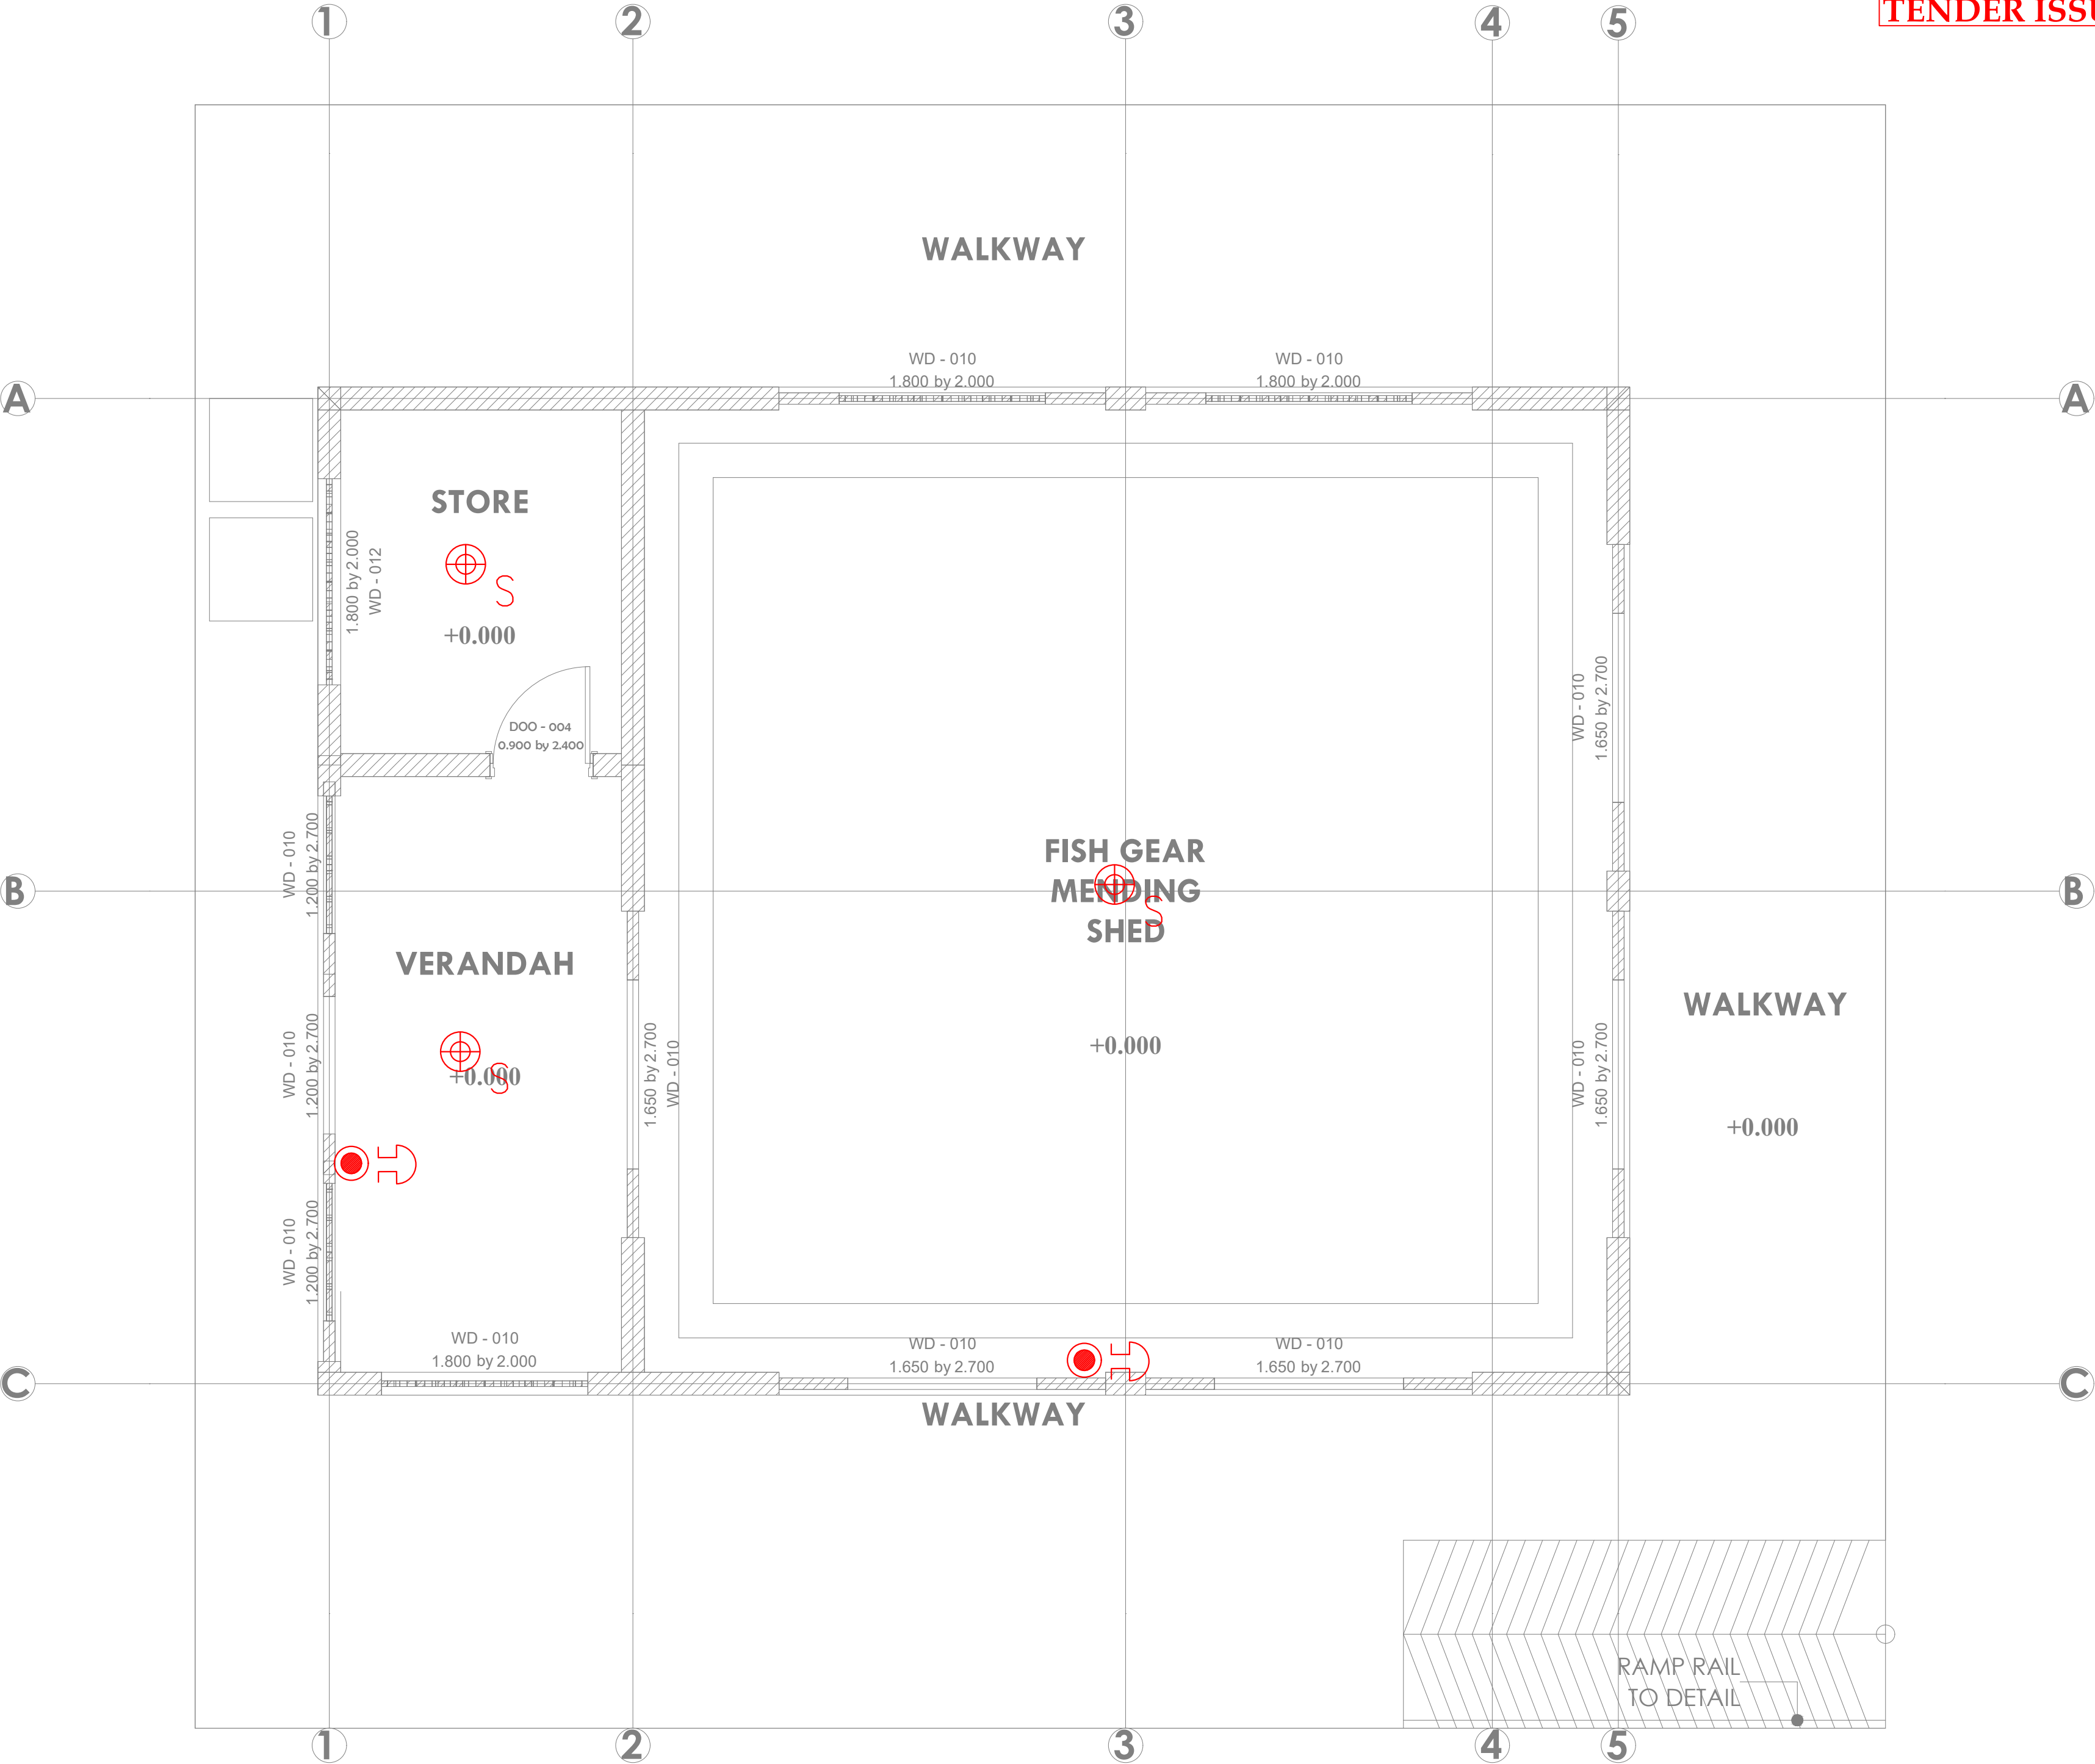 1 2 3 4 5
TENDER ISSU
WALKWAY
WD - 010
1.800 by 2.000
WD - 010
1.800 by 2.000
A
A
STORE
S
+0.000
1.800 by 2.000
WD - 012
DOO - 004
0.900 by 2.400
WD - 010
1.650 by 2.700
WD - 010
1.200 by 2.700
FISH GEAR
MENDING
SHED
S
B
B
VERANDAH
S
+0.000
WD - 010
1.200 by 2.700
1.650 by 2.700
WD - 010
+0.000
WD - 010
1.650 by 2.700
WALKWAY
+0.000
WD - 010
1.200 by 2.700
WD - 010
1.800 by 2.000
WD - 010
1.650 by 2.700
WD - 010
1.650 by 2.700
C
C
WALKWAY
RAMP RAIL
TO DETAIL
1 2 3 4 5